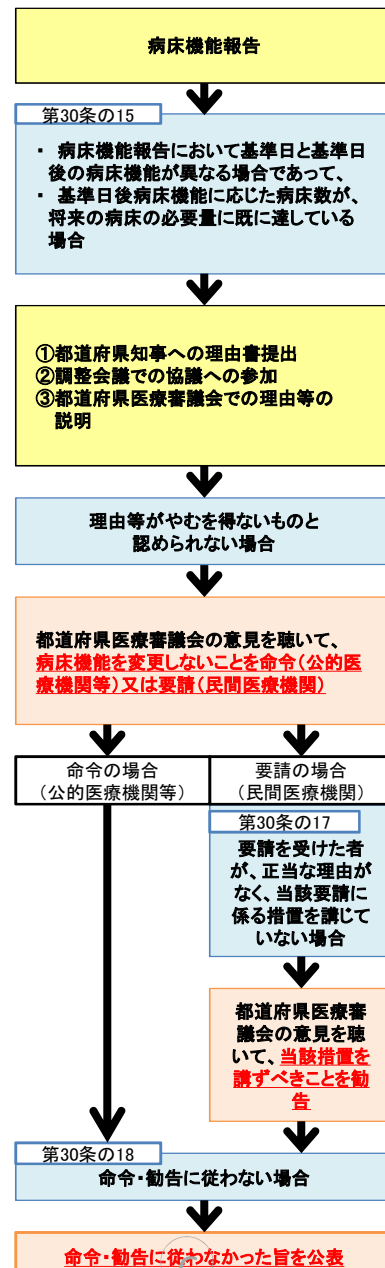 病床機能報告
第30条の15
・ 病床機能報告において基準日と基準日
後の病床機能が異なる場合であって、
・ 基準日後病床機能に応じた病床数が、
将来の病床の必要量に既に達している
場合
①都道府県知事への理由書提出
②調整会議での協議への参加
③都道府県医療審議会での理由等の
説明
理由等がやむを得ないものと
認められない場合
都道府県医療審議会の意見を聴いて、
病床機能を変更しないことを命令（公的医
療機関等）又は要請（民間医療機関）
命令の場合
（公的医療機関等）
要請の場合
（民間医療機関）
第30条の17
要請を受けた者
が、正当な理由が
なく、当該要請に
係る措置を講じて
いない場合
都道府県医療審
議会の意見を聴
いて、当該措置を
講ずべきことを勧
告
第30条の18
命令・勧告に従わない場合
命令・勧告に従わなかった旨を公表